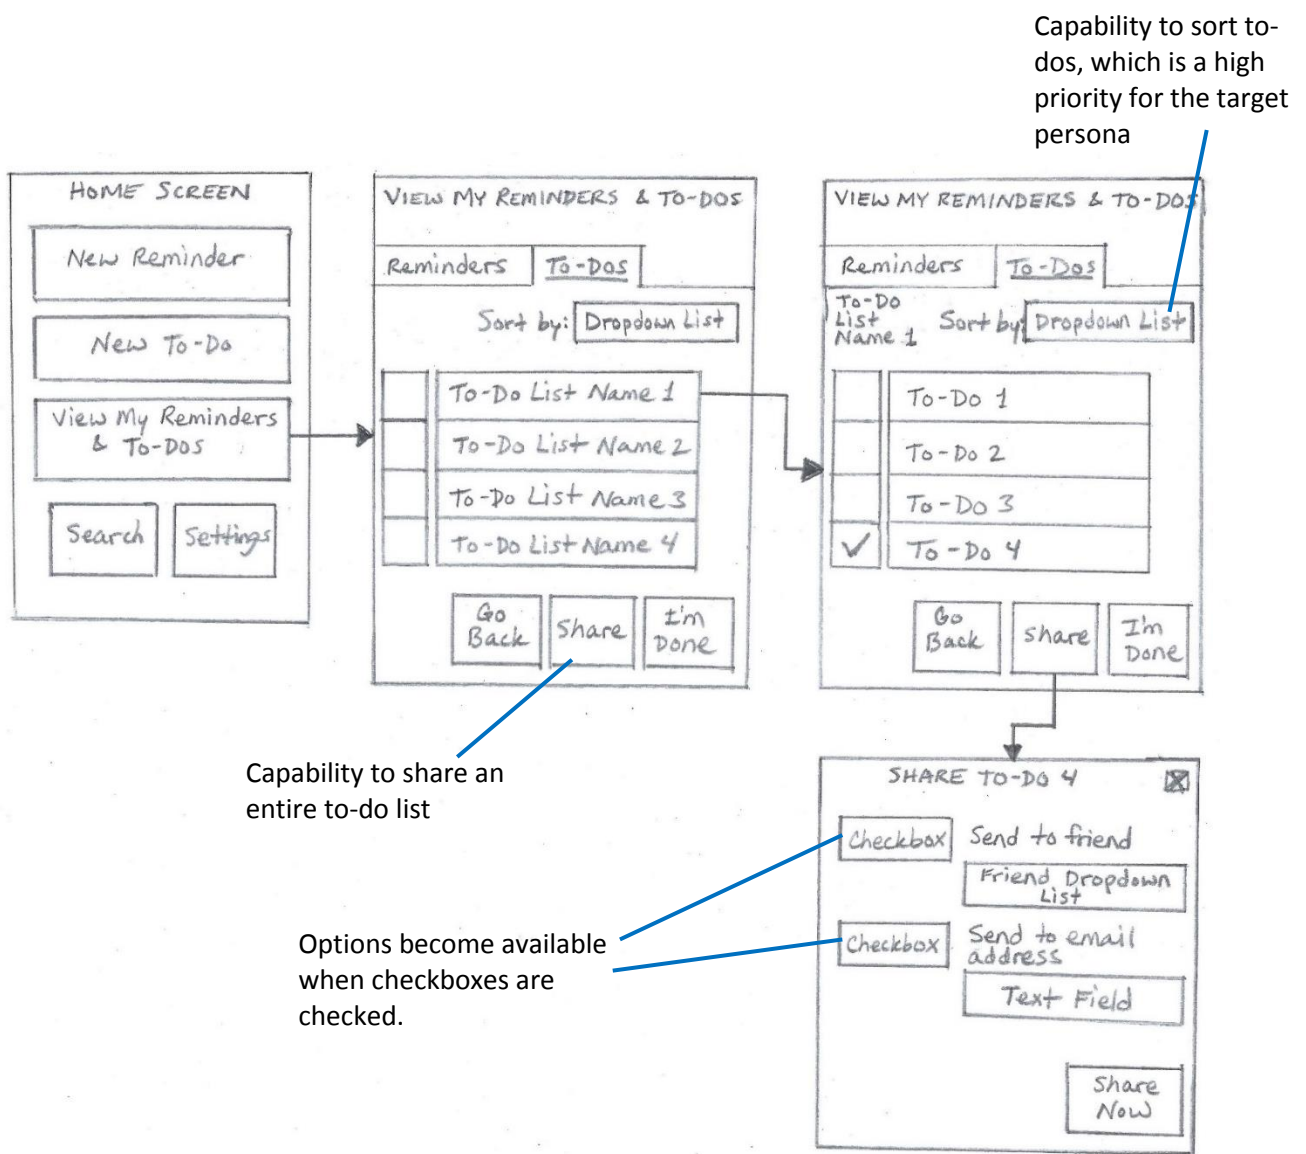 Capability to sort to-
dos, which is a high
priority for the target
persona
HOME SCREEN
New Reminder
New To-Do
View My Reminders
& To-DOS
Search
Settings
VIEW MY REMINDERS & TO-DOS
Reminders
To-Dos
Sort by:
Dropdown List
To-Do List Name 1
To-Do List Name 2
To-Do List Name 3
To-Do List Name 4
Go
Back
Share
I'm
Done
VIEW MY REMINDERS & TO-DOS
Reminders
To-Dos
To-Do
List
Name 1
Sort by:
Dropdown List
To-Do 1
To-Do 2
To-Do 3
To-Do 4
Go
Back
Share
I'm
Done
Capability to share an
entire to-do list
SHARE TO-DO 4
Checkbox
Send to friend
Friend Dropdown
List
Checkbox
Send to email
address
Text Field
Share
Now
Options become available
when checkboxes are
checked.